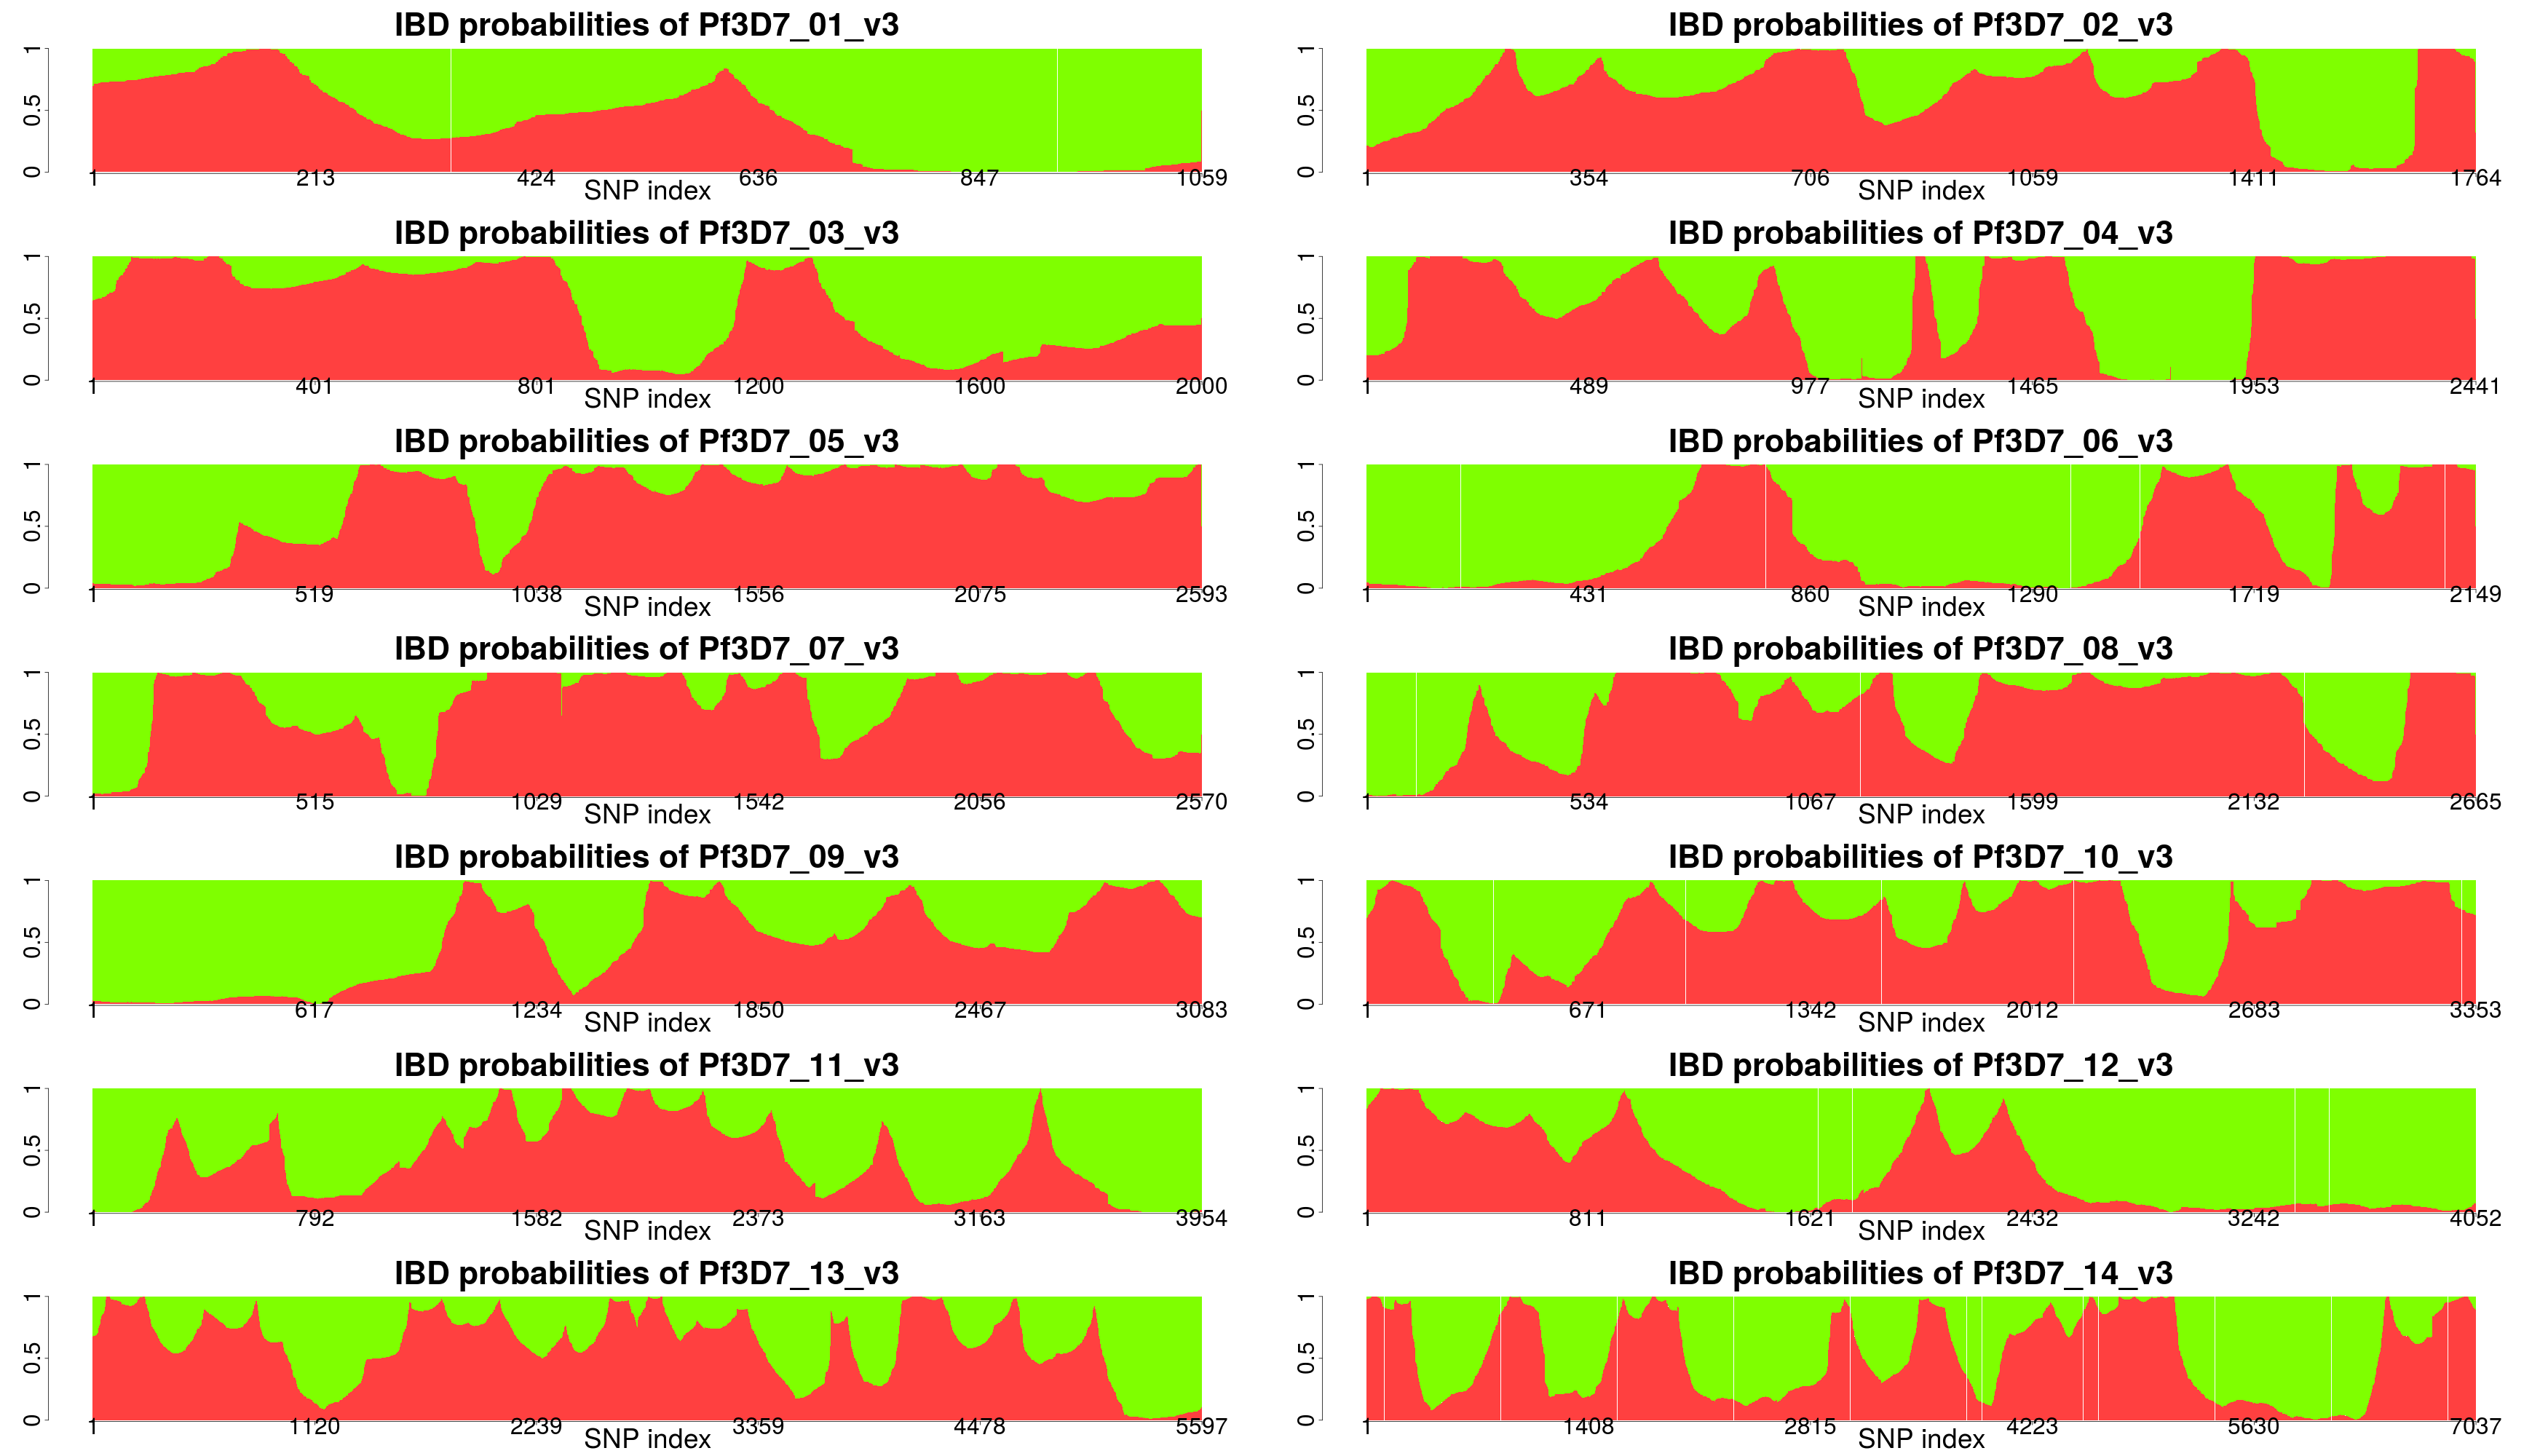 IBD probabilities of Pf3D7_01_v3
0 0.5 1
1 213 424 636 847 1059
SNP index
IBD probabilities of Pf3D7_02_v3
0 0.5 1
1 354 706 1059 1411 1764
SNP index
IBD probabilities of Pf3D7_03_v3
0 0.5 1
1 401 801 1200 1600 2000
SNP index
IBD probabilities of Pf3D7_04_v3
0 0.5 1
1 489 977 1465 1953 2441
SNP index
IBD probabilities of Pf3D7_05_v3
0 0.5 1
1 519 1038 1556 2075 2593
SNP index
IBD probabilities of Pf3D7_06_v3
0 0.5 1
1 431 860 1290 1719 2149
SNP index
IBD probabilities of Pf3D7_07_v3
0 0.5 1
1 515 1029 1542 2056 2570
SNP index
IBD probabilities of Pf3D7_08_v3
0 0.5 1
1 534 1067 1599 2132 2665
SNP index
IBD probabilities of Pf3D7_09_v3
0 0.5 1
1 617 1234 1850 2467 3083
SNP index
IBD probabilities of Pf3D7_10_v3
0 0.5 1
1 671 1342 2012 2683 3353
SNP index
IBD probabilities of Pf3D7_11_v3
0 0.5 1
1 792 1582 2373 3163 3954
SNP index
IBD probabilities of Pf3D7_12_v3
0 0.5 1
1 811 1621 2432 3242 4052
SNP index
IBD probabilities of Pf3D7_13_v3
0 0.5 1
1 1120 2239 3359 4478 5597
SNP index
IBD probabilities of Pf3D7_14_v3
0 0.5 1
1 1408 2815 4223 5630 7037
SNP index